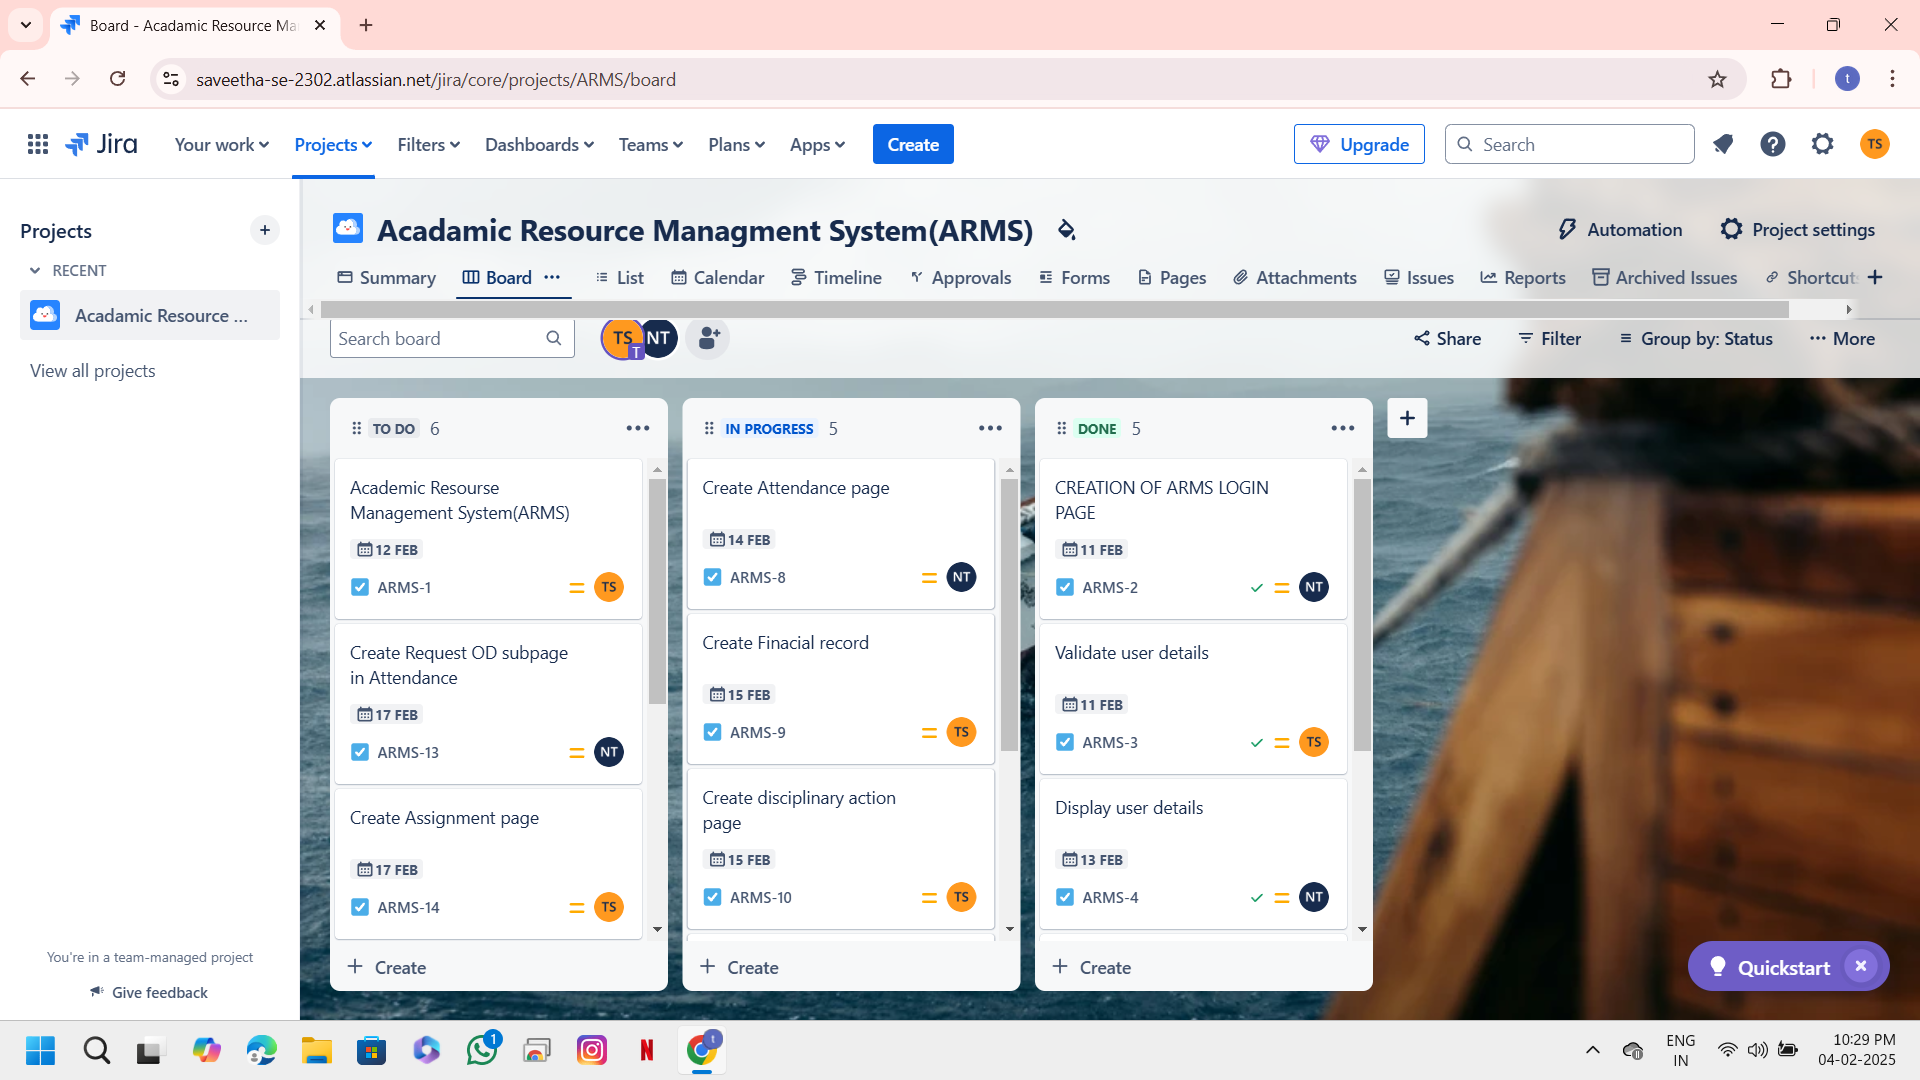 Board - Acadamic Resource Ma
saveetha-se-2302.atlassian.net/jira/core/projects/ARMS/board
t
Jira
Your work
Projects
Filters
Dashboards
Teams
Plans
Apps
Create
Upgrade
Search
TS
Projects
RECENT
Acadamic Resource ...
View all projects
You're in a team-managed project
Give feedback
Acadamic Resource Managment System(ARMS)
Automation
Project settings
Summary
Board
List
Calendar
Timeline
Approvals
Forms
Pages
Attachments
Issues
Reports
Archived Issues
Shortcut
Search board
TS
T
NT
Share
Filter
Group by: Status
More
TO DO 6
Academic Resourse
Management System(ARMS)
12 FEB
ARMS-1
TS
Create Request OD subpage
in Attendance
17 FEB
ARMS-13
NT
Create Assignment page
17 FEB
ARMS-14
TS
Create
IN PROGRESS 5
Create Attendance page
14 FEB
ARMS-8
NT
Create Finacial record
15 FEB
ARMS-9
TS
Create disciplinary action
page
15 FEB
ARMS-10
TS
Create
DONE 5
CREATION OF ARMS LOGIN
PAGE
11 FEB
ARMS-2
NT
Validate user details
11 FEB
ARMS-3
TS
Display user details
13 FEB
ARMS-4
NT
Create
Quickstart
1
N
t
ENG
IN
10:29 PM
04-02-2025